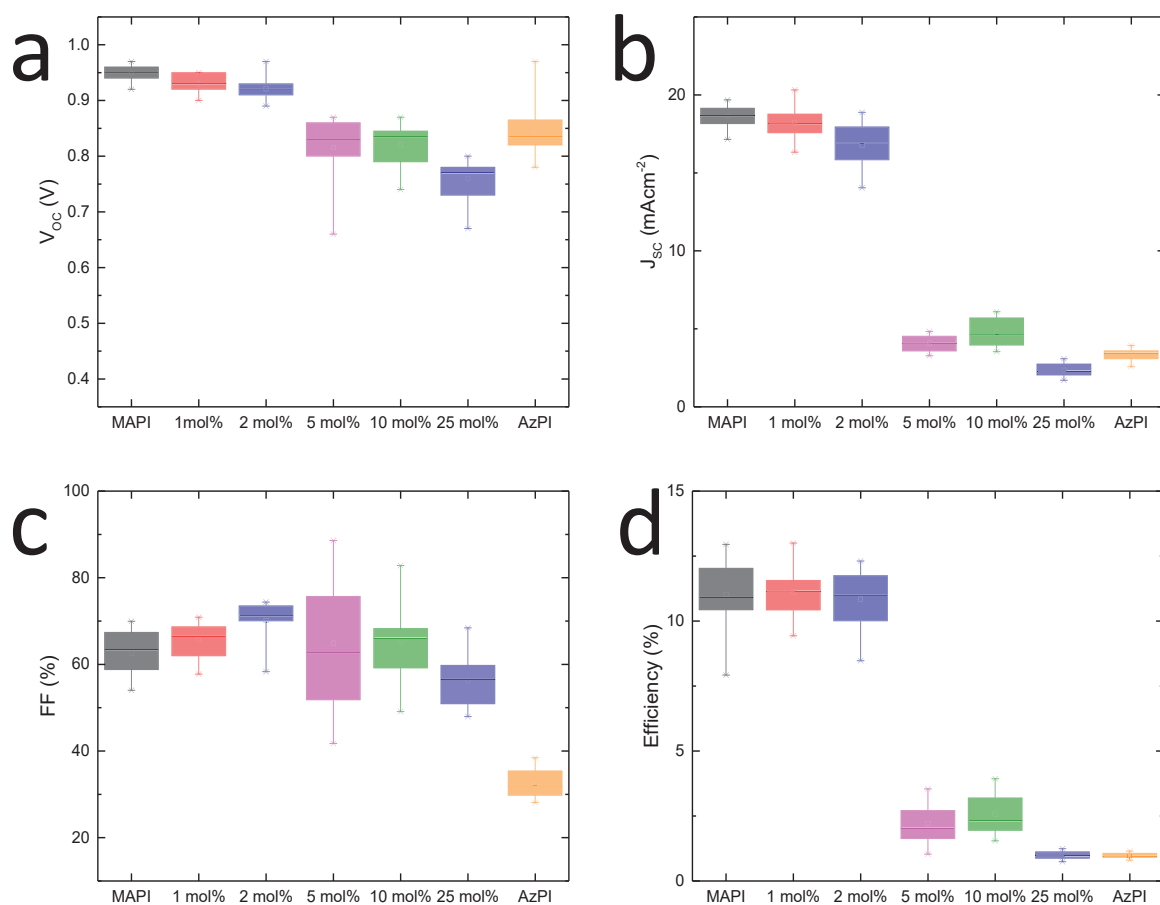 a
1.0
0.9
0.8
0.7
0.6
0.5
0.4
V_OC (V)
MAPI 1mol% 2 mol% 5 mol% 10 mol% 25 mol% AzPI
b
20
10
0
J_SC (mAcm⁻²)
MAPI 1 mol% 2 mol% 5 mol% 10 mol% 25 mol% AzPI
c
100
80
60
40
20
FF (%)
MAPI 1 mol% 2 mol% 5 mol% 10 mol% 25 mol% AzPI
d
15
10
5
0
Efficiency (%)
MAPI 1 mol% 2 mol% 5 mol% 10 mol% 25 mol% AzPI